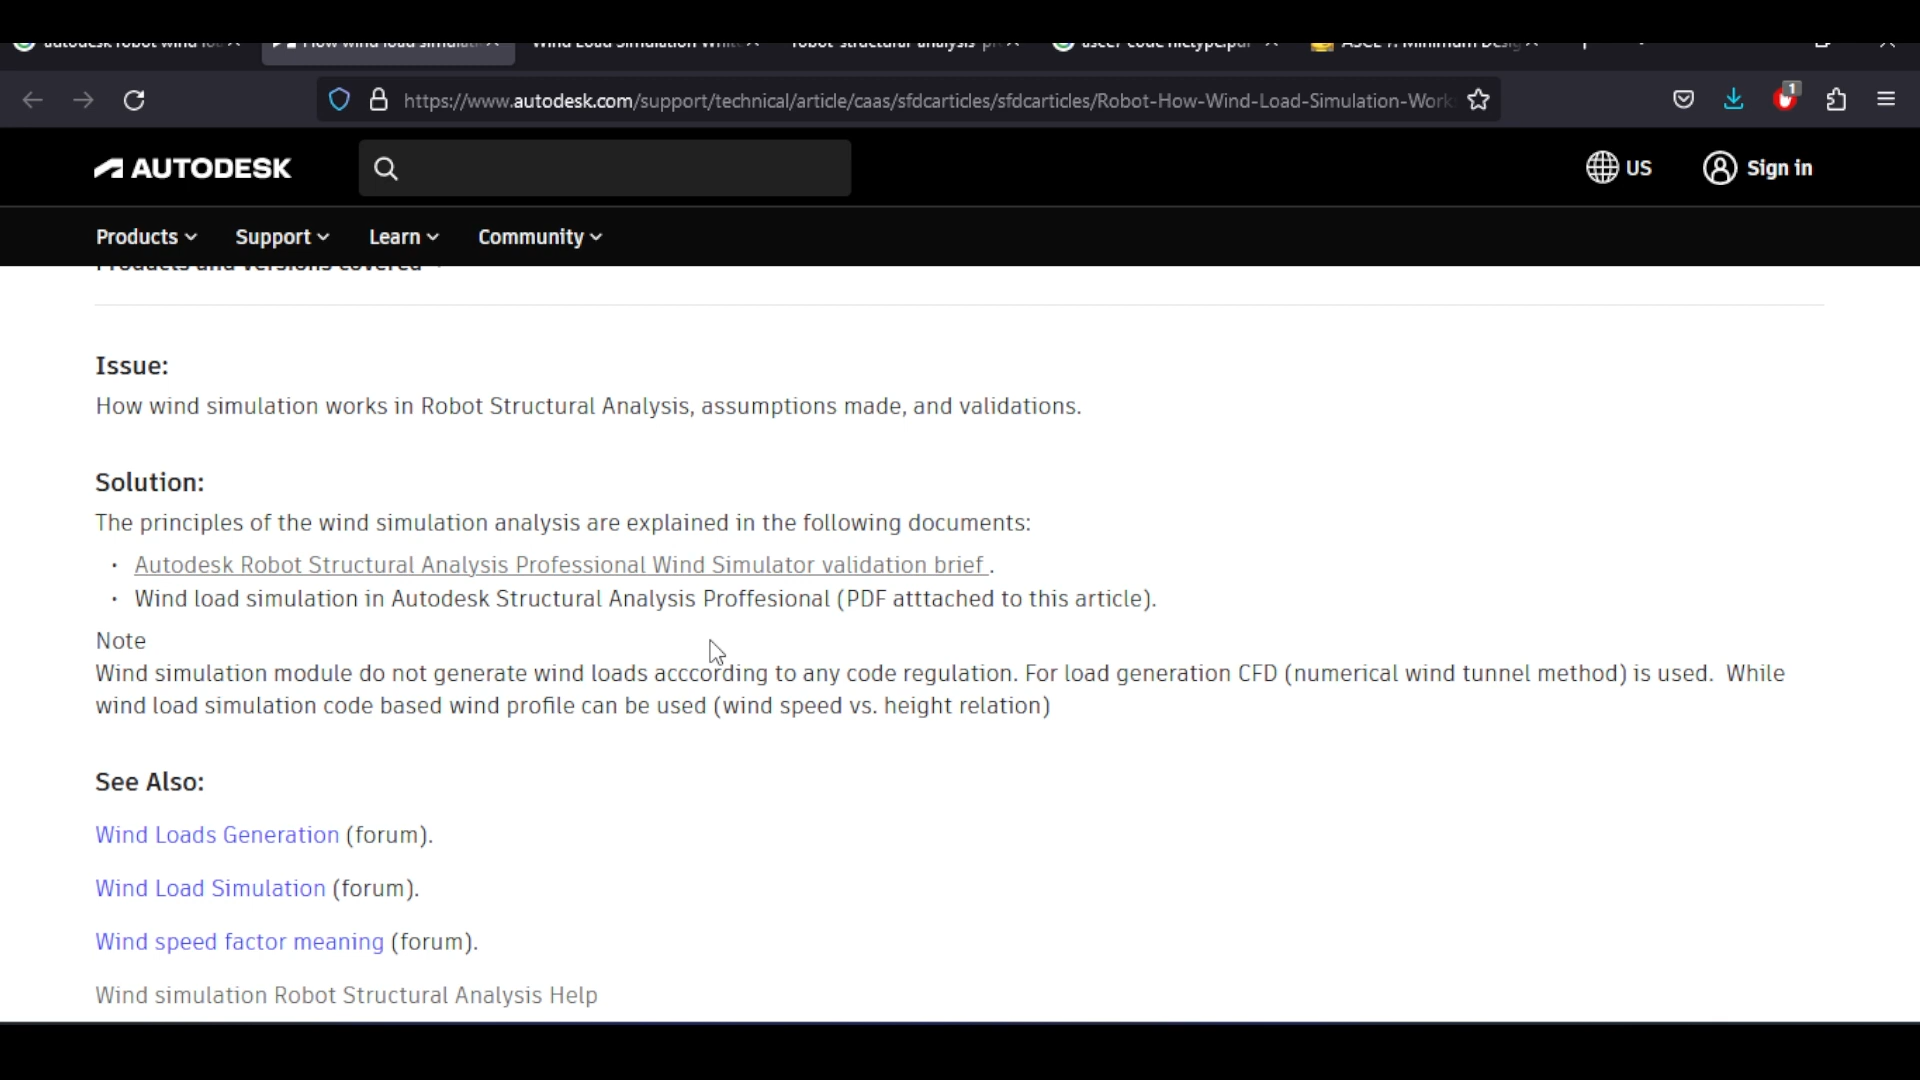 1
https://www.autodesk.com/support/technical/article/caas/sfdcarticles/sfdcarticles/Robot-How-Wind-Load-Simulation-Work
AUTODESK
US
Sign in
Products
Support
Learn
Community
Products and versions covered
Issue:
How wind simulation works in Robot Structural Analysis, assumptions made, and validations.
Solution:
The principles of the wind simulation analysis are explained in the following documents:
• Autodesk Robot Structural Analysis Professional Wind Simulator validation brief .
• Wind load simulation in Autodesk Structural Analysis Proffesional (PDF atttached to this article).
Note
Wind simulation module do not generate wind loads acccording to any code regulation. For load generation CFD (numerical wind tunnel method) is used. While
wind load simulation code based wind profile can be used (wind speed vs. height relation)
See Also:
Wind Loads Generation (forum).
Wind Load Simulation (forum).
Wind speed factor meaning (forum).
Wind simulation Robot Structural Analysis Help